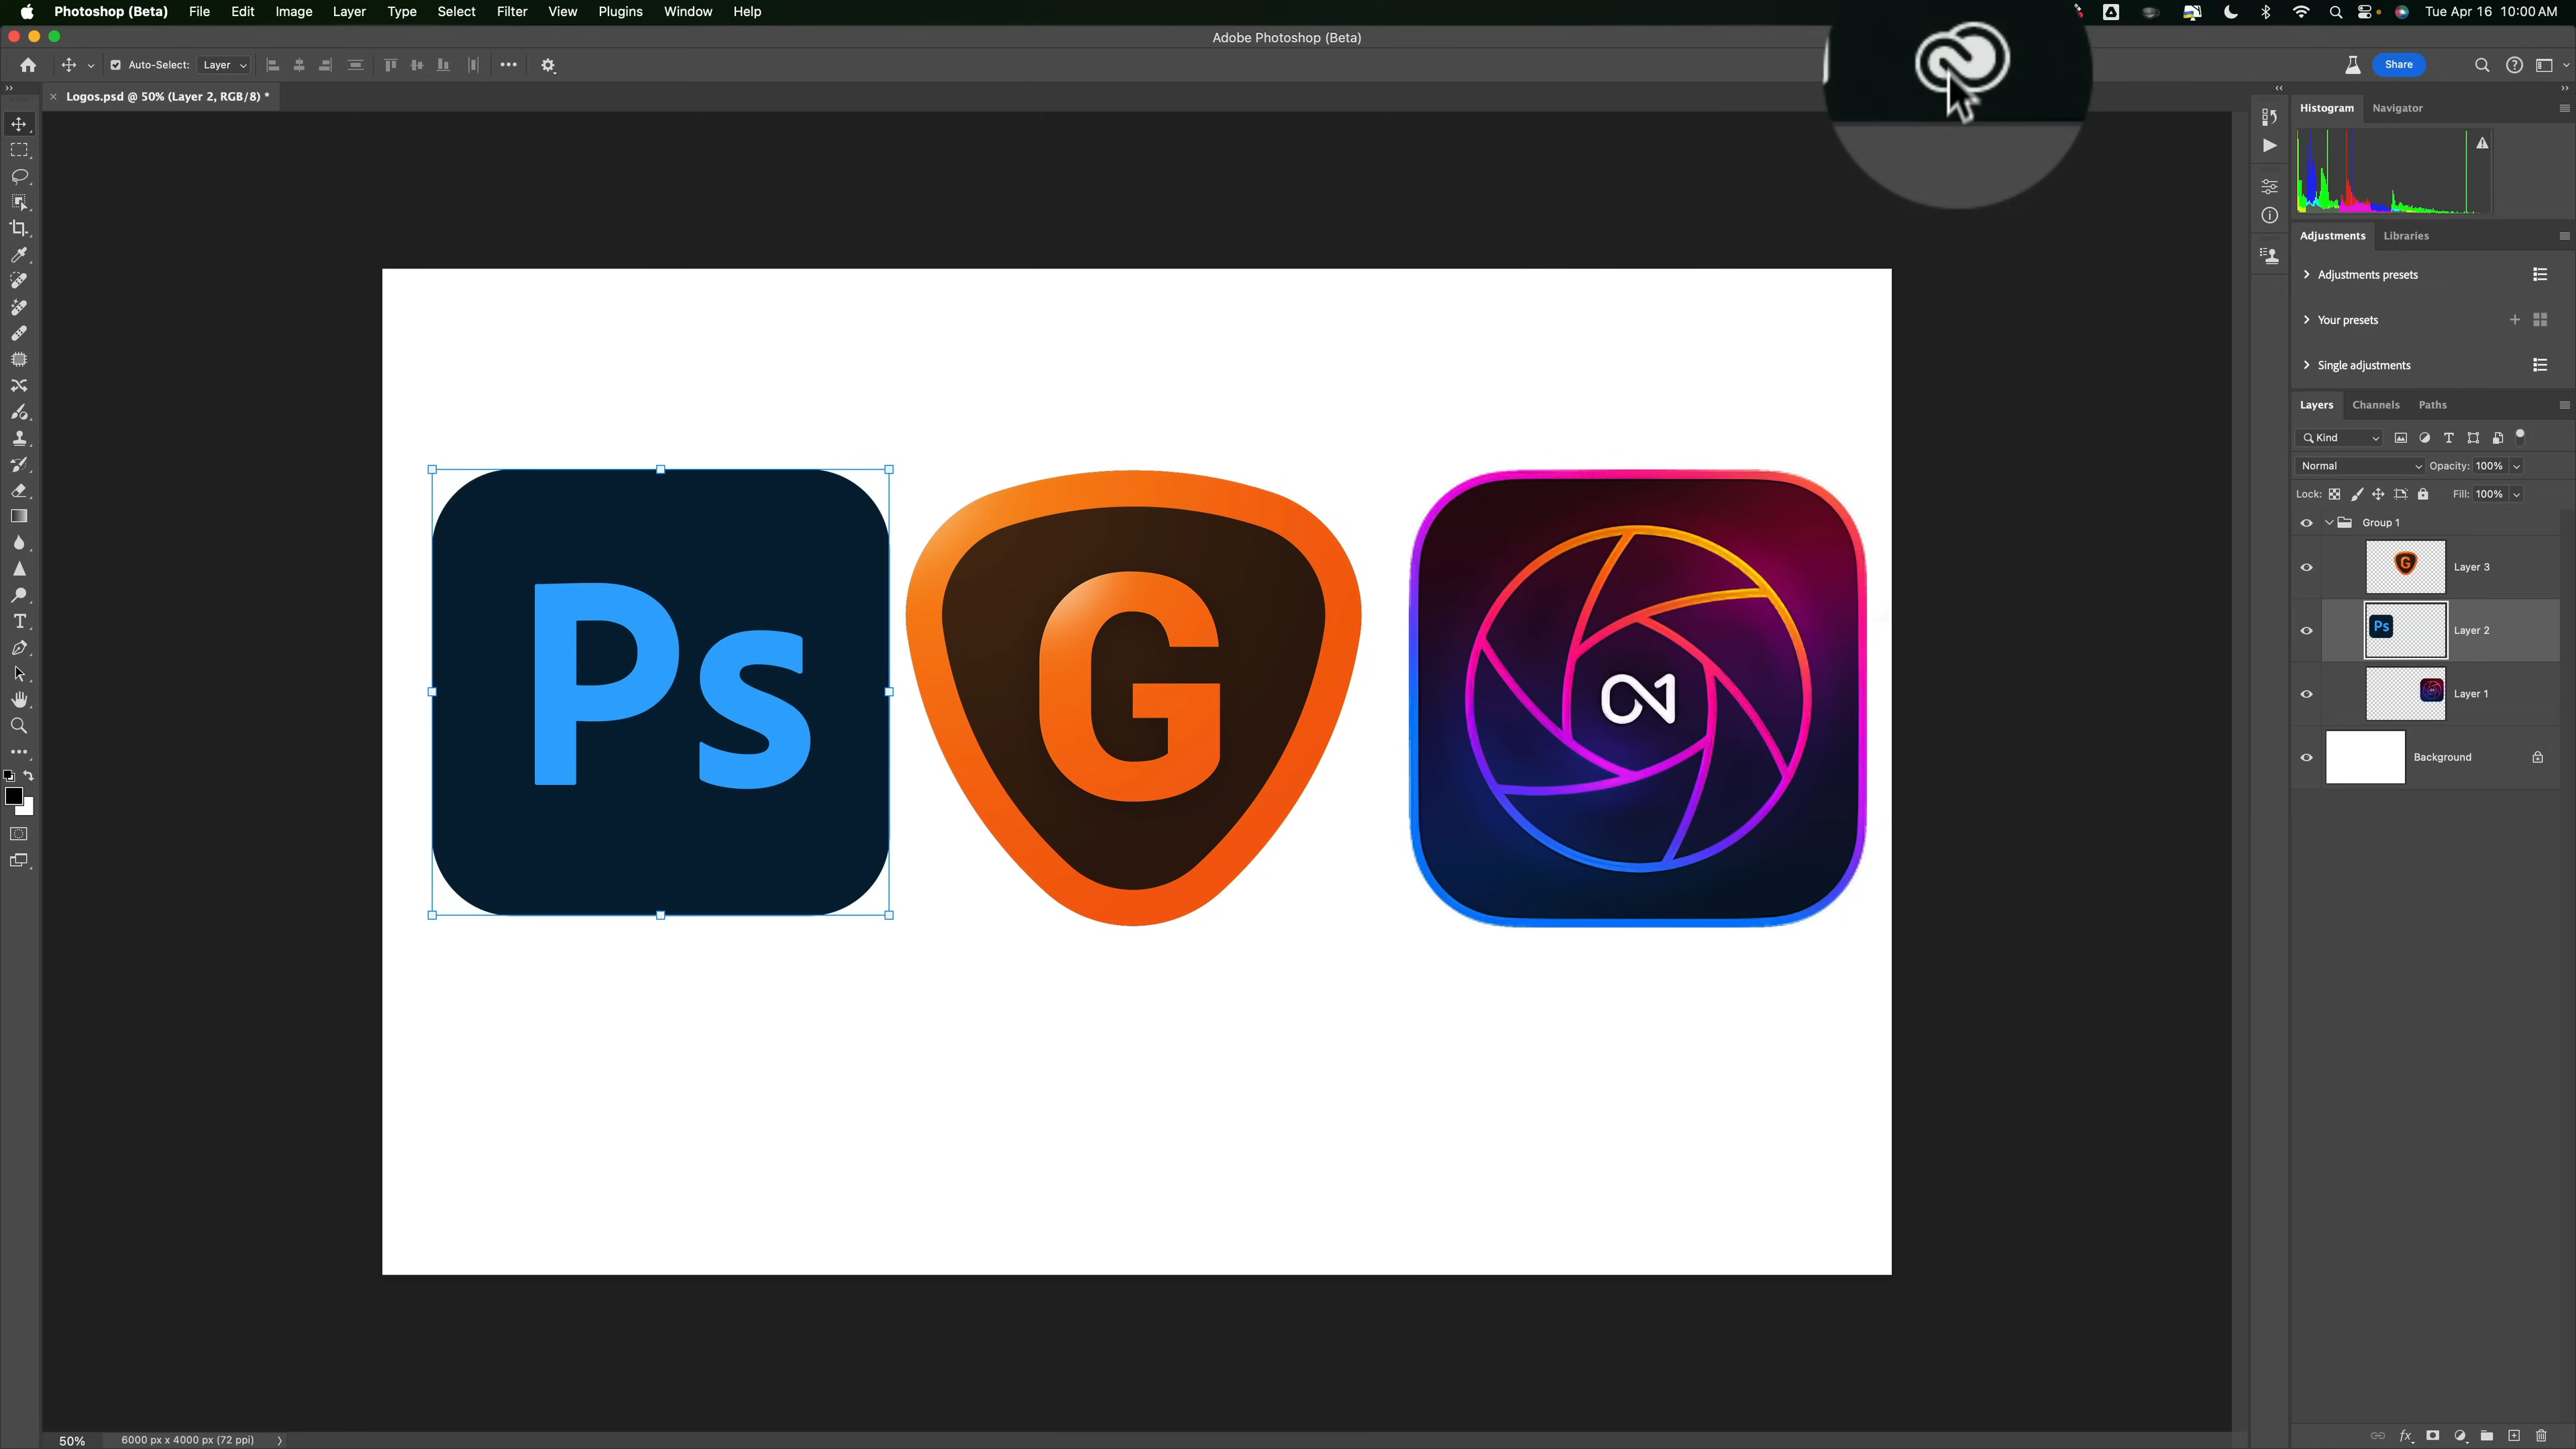 Photoshop (Beta) File Edit Image Layer Type Select Filter View Plugins Window Help Tue Apr 16 10:00 AM
Adobe Photoshop (Beta)
Auto-Select: Layer Share
Logos.psd @ 50% (Layer 2, RGB/8) *
Histogram Navigator
Adjustments Libraries
Adjustments presets
Your presets
Single adjustments
Layers Channels Paths
Kind
Normal Opacity: 100%
Lock: Fill: 100%
Group 1
G Layer 3
Ps Layer 2
Layer 1
Background
Ps
G
50% 6000 px x 4000 px (72 ppi)